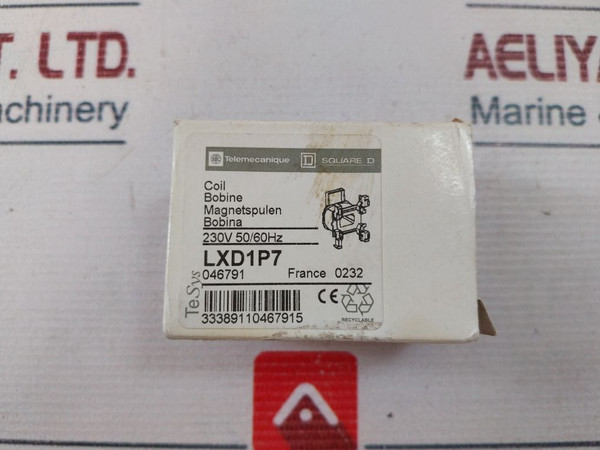 T. LTD.
AELIYA
achinery
Marine &
Telemecanique
SQUARE D
Coil
Bobine
Magnetspulen
Bobina
230V 50/60Hz
LXD1P7
046791 France 0232
TeSys
33389110467915
CE
RECYCLABLE